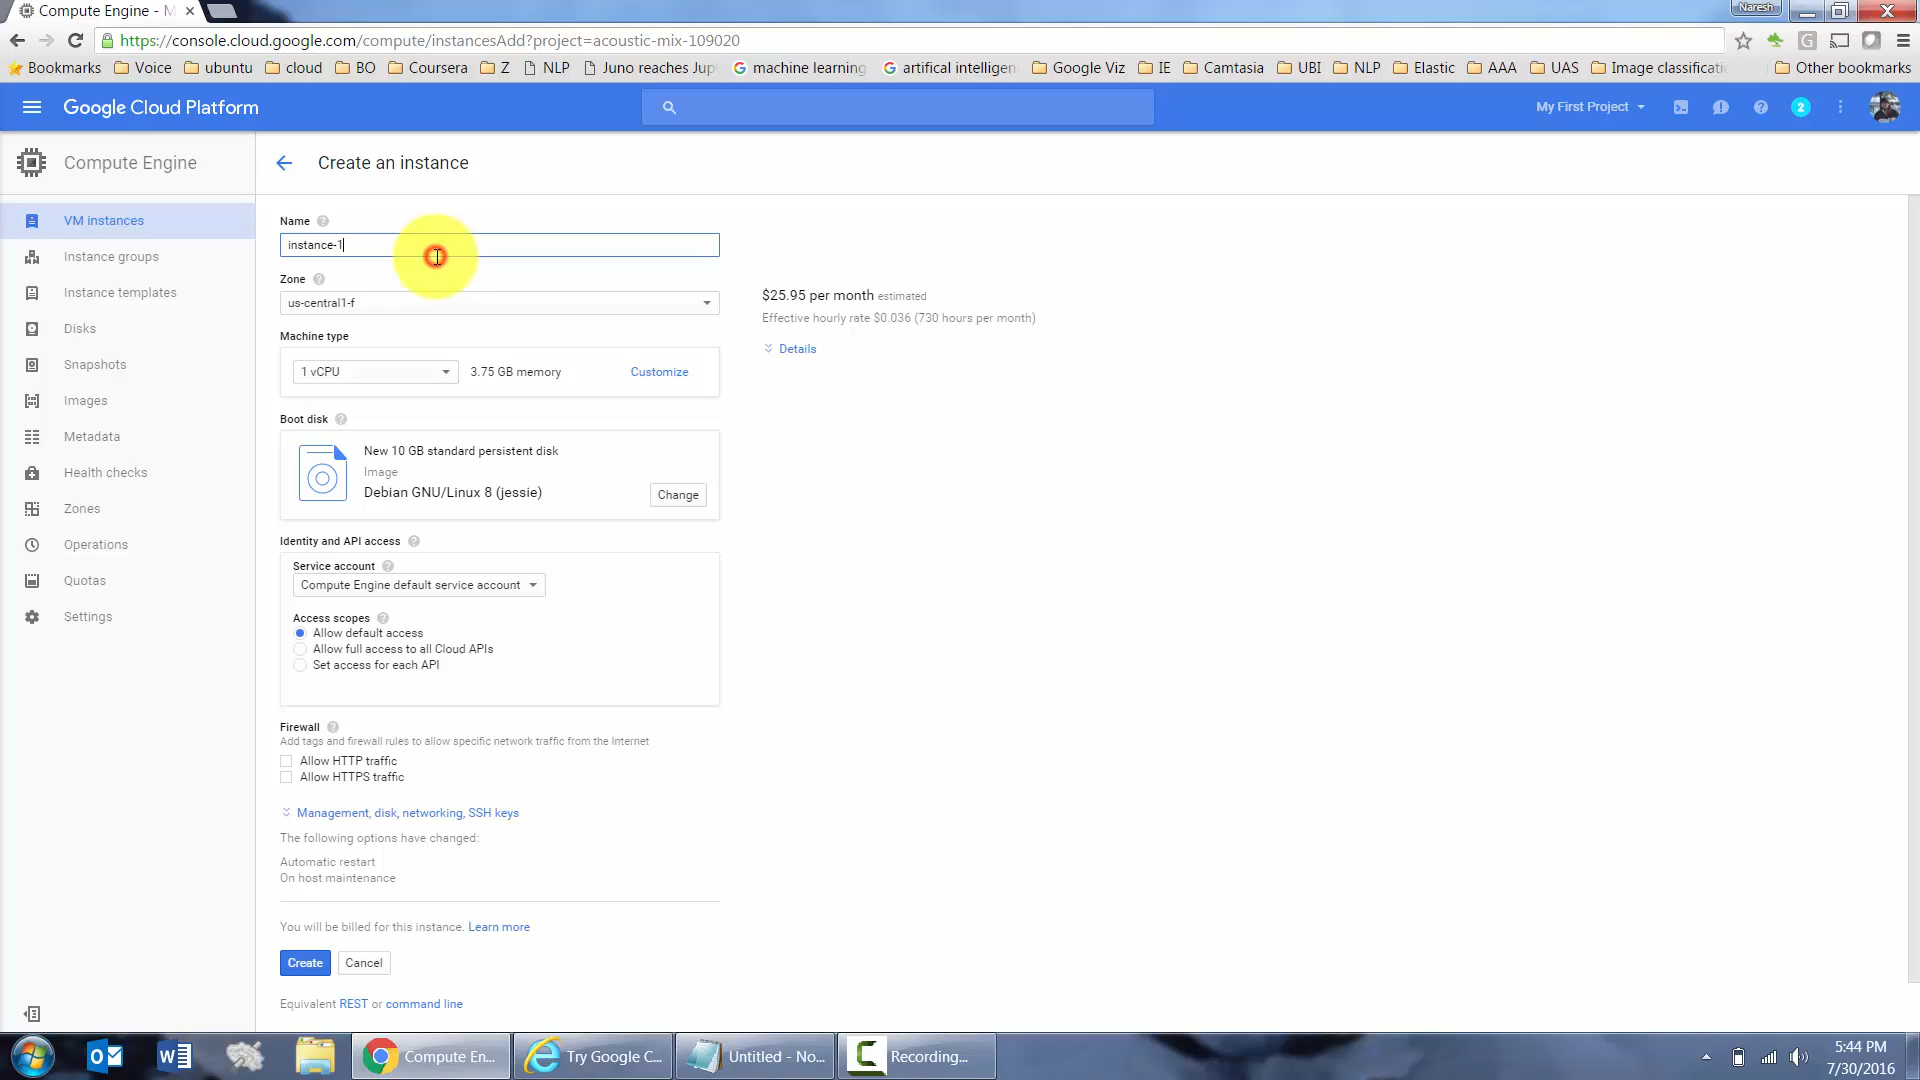 Compute Engine - M
Naresh
https://console.cloud.google.com/compute/instancesAdd?project=acoustic-mix-109020
Bookmarks Voice ubuntu cloud BO Coursera Z NLP Juno reaches Jup machine learning artifical intelligen Google Viz IE Camtasia UBI NLP Elastic AAA UAS Image classificati Other bookmarks
Google Cloud Platform
My First Project
2
Compute Engine
Create an instance
VM instances
Instance groups
Instance templates
Disks
Snapshots
Images
Metadata
Health checks
Zones
Operations
Quotas
Settings
Name
instance-1
Zone
us-central1-f
Machine type
1 vCPU 3.75 GB memory Customize
$25.95 per month estimated
Effective hourly rate $0.036 (730 hours per month)
Details
Boot disk
New 10 GB standard persistent disk
Image
Debian GNU/Linux 8 (jessie)
Change
Identity and API access
Service account
Compute Engine default service account
Access scopes
Allow default access
Allow full access to all Cloud APIs
Set access for each API
Firewall
Add tags and firewall rules to allow specific network traffic from the Internet
Allow HTTP traffic
Allow HTTPS traffic
Management, disk, networking, SSH keys
The following options have changed:
Automatic restart
On host maintenance
You will be billed for this instance. Learn more
Create Cancel
Equivalent REST or command line
Compute En... Try Google C... Untitled - No... Recording...
5:44 PM
7/30/2016